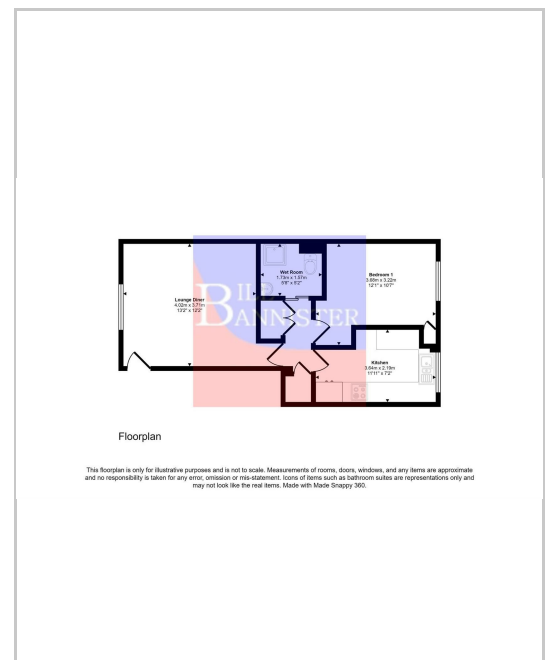 Wet Room
1.73m x 1.57m
5'8" x 5'2"
Bedroom 1
3.68m x 3.22m
12'1" x 10'7"
Lounge Diner
4.02m x 3.71m
13'2" x 12'2"
BILL
BANNISTER
Kitchen
3.64m x 2.19m
11'11" x 7'2"
Floorplan
This floorplan is only for illustrative purposes and is not to scale. Measurements of rooms, doors, windows, and any items are approximate
and no responsibility is taken for any error, omission or mis-statement. Icons of items such as bathroom suites are representations only and
may not look like the real items. Made with Made Snappy 360.